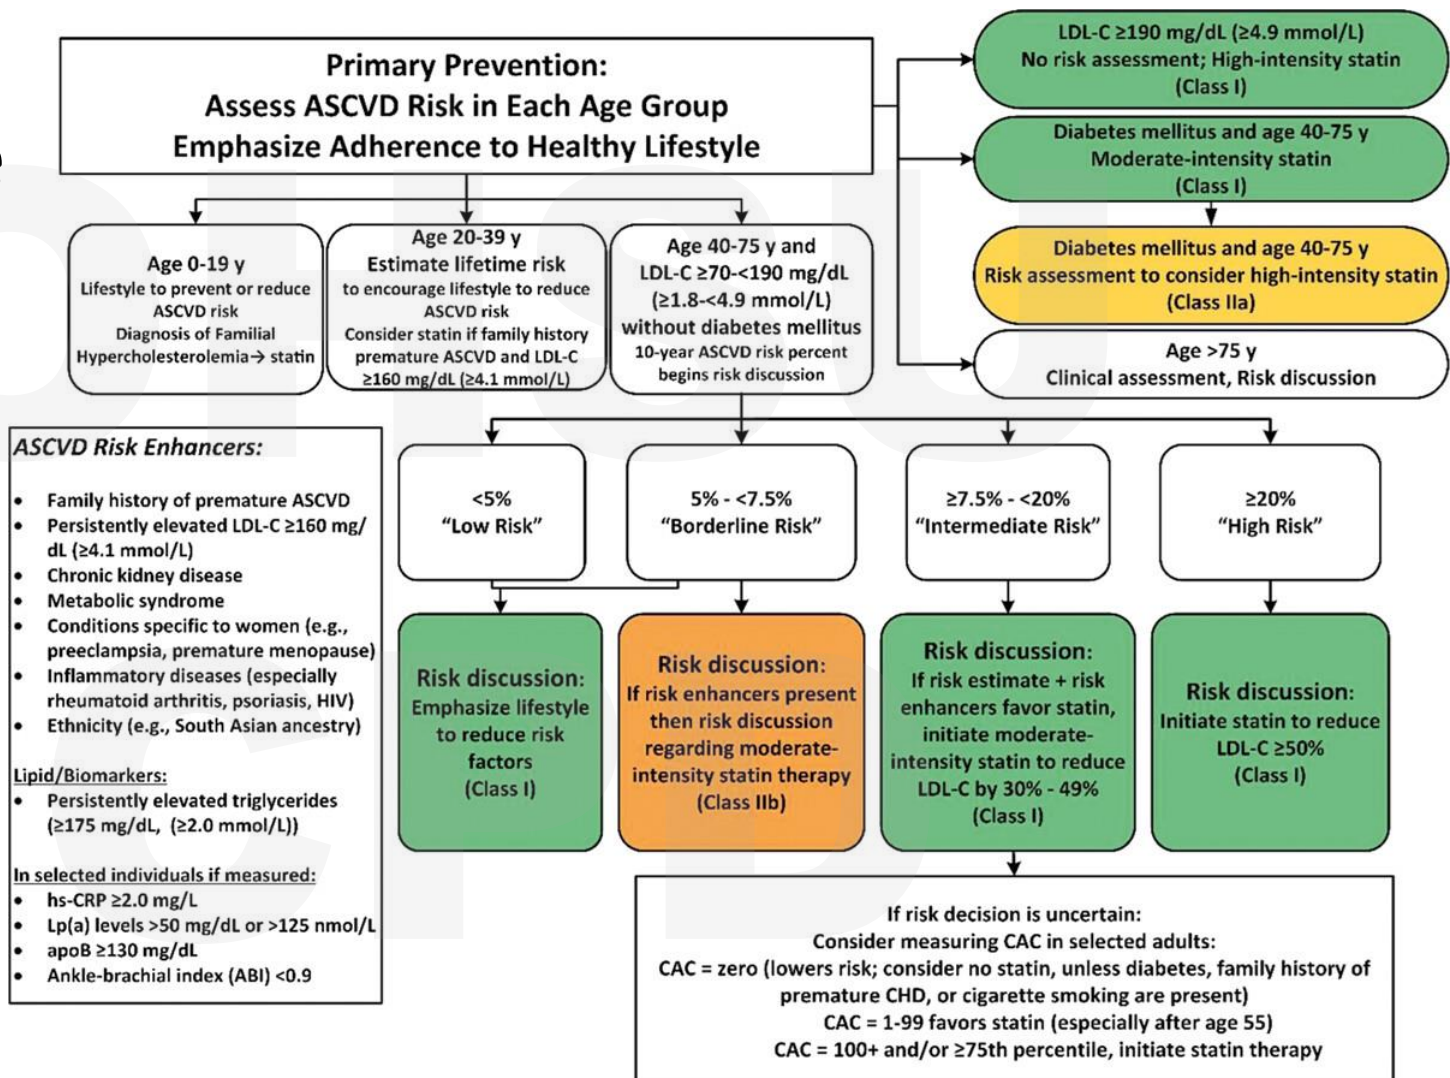 Primary Prevention:
Assess ASCVD Risk in Each Age Group
Emphasize Adherence to Healthy Lifestyle
LDL-C ≥190 mg/dL (≥4.9 mmol/L)
No risk assessment; High-intensity statin
(Class I)
Diabetes mellitus and age 40-75 y
Moderate-intensity statin
(Class I)
Diabetes mellitus and age 40-75 y
Risk assessment to consider high-intensity statin
(Class IIa)
Age >75 y
Clinical assessment, Risk discussion
Age 0-19 y
Lifestyle to prevent or reduce
ASCVD risk
Diagnosis of Familial
Hypercholesterolemia→ statin
Age 20-39 y
Estimate lifetime risk
to encourage lifestyle to reduce
ASCVD risk
Consider statin if family history
premature ASCVD and LDL-C
≥160 mg/dL (≥4.1 mmol/L)
Age 40-75 y and
LDL-C ≥70-<190 mg/dL
(≥1.8-<4.9 mmol/L)
without diabetes mellitus
10-year ASCVD risk percent
begins risk discussion
<5%
“Low Risk”
5% - <7.5%
“Borderline Risk”
≥7.5% - <20%
“Intermediate Risk”
≥20%
“High Risk”
Risk discussion:
Emphasize lifestyle
to reduce risk
factors
(Class I)
Risk discussion:
If risk enhancers present
then risk discussion
regarding moderate-
intensity statin therapy
(Class IIb)
Risk discussion:
If risk estimate + risk
enhancers favor statin,
initiate moderate-
intensity statin to reduce
LDL-C by 30% - 49%
(Class I)
Risk discussion:
Initiate statin to reduce
LDL-C ≥50%
(Class I)
If risk decision is uncertain:
Consider measuring CAC in selected adults:
CAC = zero (lowers risk; consider no statin, unless diabetes, family history of
premature CHD, or cigarette smoking are present)
CAC = 1-99 favors statin (especially after age 55)
CAC = 100+ and/or ≥75th percentile, initiate statin therapy
ASCVD Risk Enhancers:
• Family history of premature ASCVD
• Persistently elevated LDL-C ≥160 mg/
dL (≥4.1 mmol/L)
• Chronic kidney disease
• Metabolic syndrome
• Conditions specific to women (e.g.,
preeclampsia, premature menopause)
• Inflammatory diseases (especially
rheumatoid arthritis, psoriasis, HIV)
• Ethnicity (e.g., South Asian ancestry)
Lipid/Biomarkers:
• Persistently elevated triglycerides
(≥175 mg/dL, (≥2.0 mmol/L))
In selected individuals if measured:
• hs-CRP ≥2.0 mg/L
• Lp(a) levels >50 mg/dL or >125 nmol/L
• apoB ≥130 mg/dL
• Ankle-brachial index (ABI) <0.9
PHSU
CPD